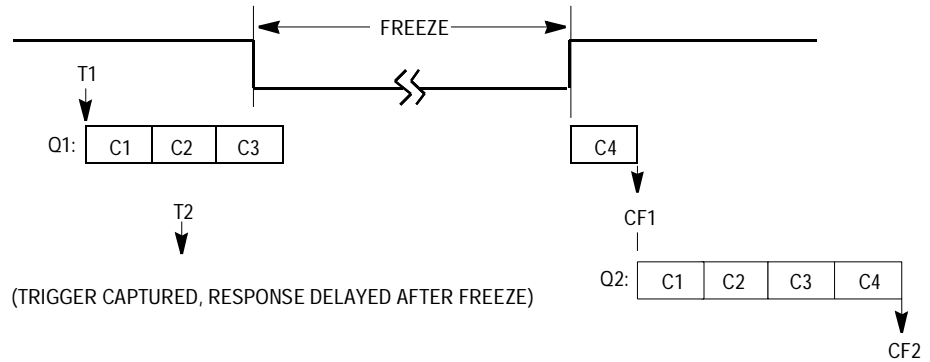 FREEZE
T1
Q1: C1 C2 C3 C4
T2
CF1
(TRIGGER CAPTURED, RESPONSE DELAYED AFTER FREEZE)
Q2: C1 C2 C3 C4
CF2